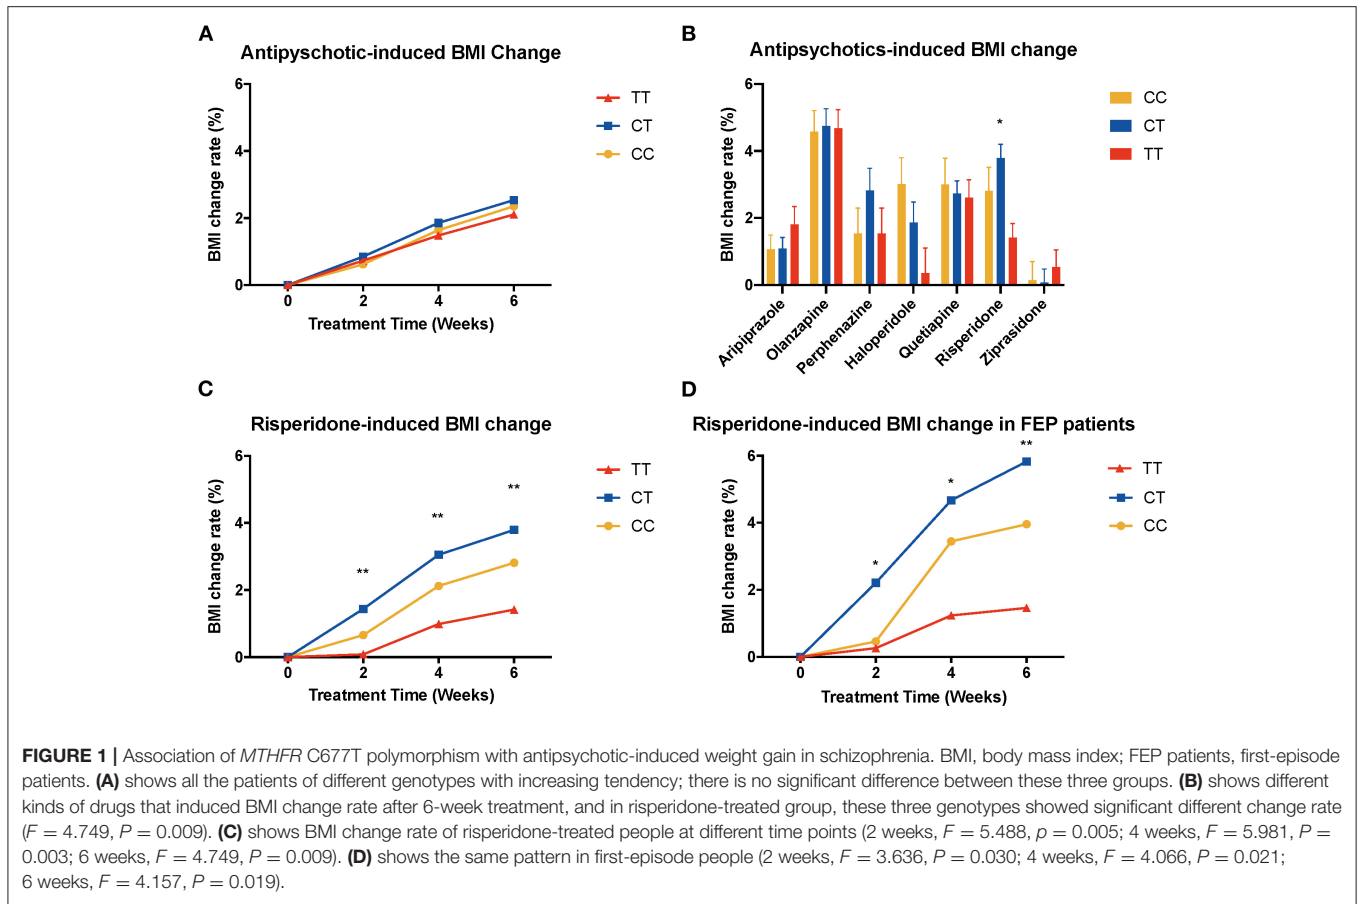 A
Antipyschotic-induced BMI Change
6
4
2
0
BMI change rate (%)
0 2 4 6
Treatment Time (Weeks)
TT
CT
CC
B
Antipsychotics-induced BMI change
6
4
2
0
BMI change rate (%)
*
Aripiprazole
Olanzapine
Perphenazine
Haloperidole
Quetiapine
Risperidone
Ziprasidone
CC
CT
TT
C
Risperidone-induced BMI change
6
4
2
0
BMI change rate (%)
** ** **
0 2 4 6
Treatment Time (Weeks)
TT
CT
CC
D
Risperidone-induced BMI change in FEP patients
6
4
2
0
BMI change rate (%)
* * **
0 2 4 6
Treatment Time (Weeks)
TT
CT
CC
FIGURE 1 | Association of MTHFR C677T polymorphism with antipsychotic-induced weight gain in schizophrenia. BMI, body mass index; FEP patients, first-episode
patients. (A) shows all the patients of different genotypes with increasing tendency; there is no significant difference between these three groups. (B) shows different
kinds of drugs that induced BMI change rate after 6-week treatment, and in risperidone-treated group, these three genotypes showed significant different change rate
(F = 4.749, P = 0.009). (C) shows BMI change rate of risperidone-treated people at different time points (2 weeks, F = 5.488, p = 0.005; 4 weeks, F = 5.981, P =
0.003; 6 weeks, F = 4.749, P = 0.009). (D) shows the same pattern in first-episode people (2 weeks, F = 3.636, P = 0.030; 4 weeks, F = 4.066, P = 0.021;
6 weeks, F = 4.157, P = 0.019).